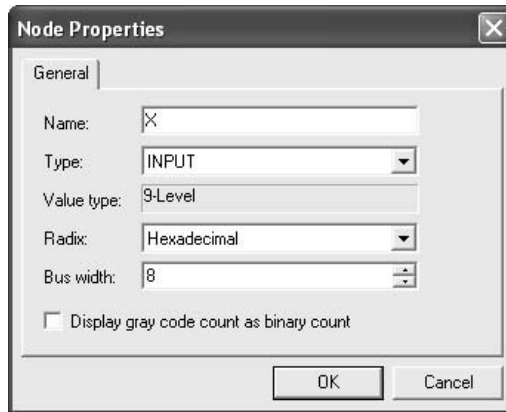 Node Properties
General
Name: X
Type: INPUT
Value type: 9-Level
Radix: Hexadecimal
Bus width: 8
Display gray code count as binary count
OK Cancel